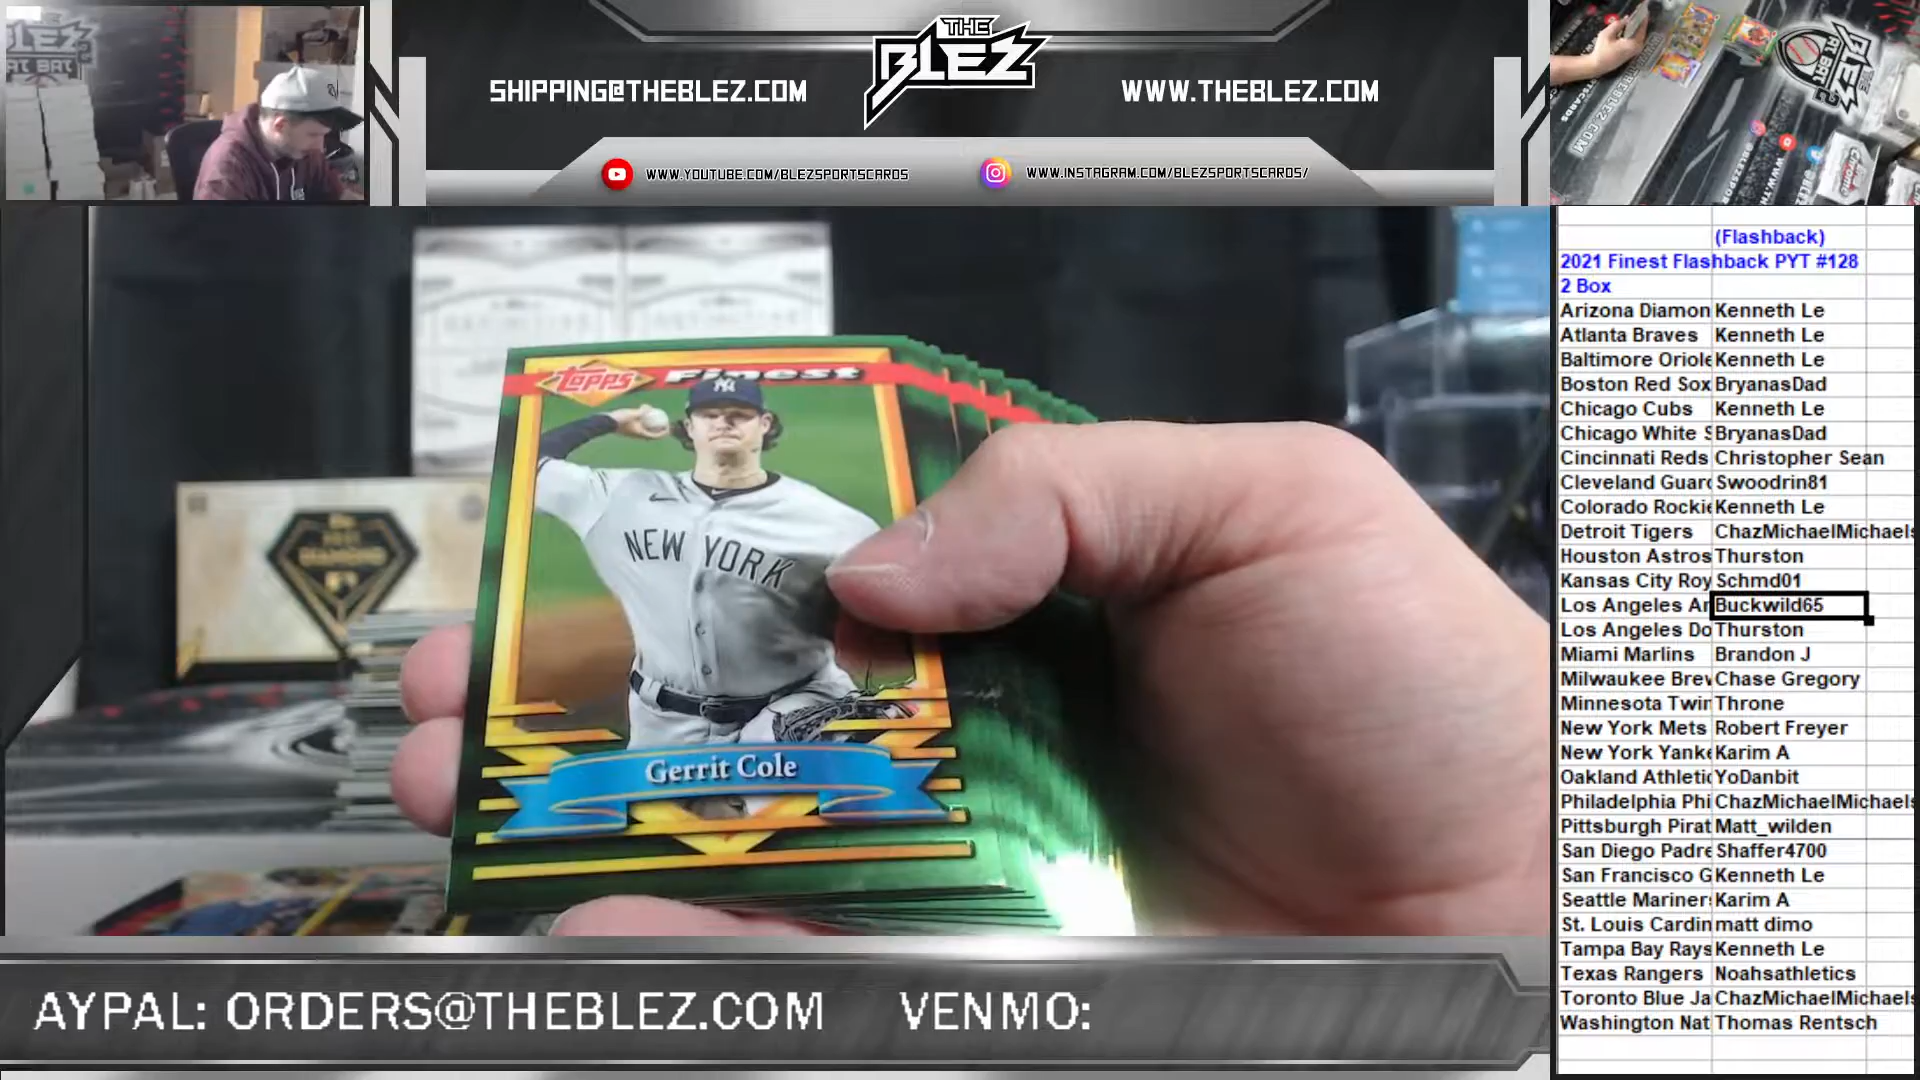 THE
BLEZ
SHIPPING@THEBLEZ.COM
WWW.THEBLEZ.COM
WWW.YOUTUBE.COM/BLEZSPORTSCARDS
WWW.INSTAGRAM.COM/BLEZSPORTSCARDS/
(Flashback)
2021 Finest Flashback PYT #128
2 Box
Arizona Diamon Kenneth Le
Atlanta Braves Kenneth Le
Baltimore Oriole Kenneth Le
Boston Red Sox BryanasDad
Chicago Cubs Kenneth Le
Chicago White S BryanasDad
Cincinnati Reds Christopher Sean
Cleveland Guar Swoodrin81
Colorado Rockie Kenneth Le
Detroit Tigers ChazMichaelMichaels
Houston Astros Thurston
Kansas City Roy Schmd01
Los Angeles An Buckwild65
Los Angeles Do Thurston
Miami Marlins Brandon J
Milwaukee Brew Chase Gregory
Minnesota Twin Throne
New York Mets Robert Freyer
New York Yanke Karim A
Oakland Athletic YoDanbit
Philadelphia Phi ChazMichaelMichaels
Pittsburgh Pirat Matt_wilden
San Diego Padre Shaffer4700
San Francisco G Kenneth Le
Seattle Mariner Karim A
St. Louis Cardin matt dimo
Tampa Bay Rays Kenneth Le
Texas Rangers Noahsathletics
Toronto Blue Ja ChazMichaelMichaels
Washington Nat Thomas Rentsch
Topps Finest
NY
NEW YORK
Gerrit Cole
DIAMOND
AYPAL: ORDERS@THEBLEZ.COM VENMO: